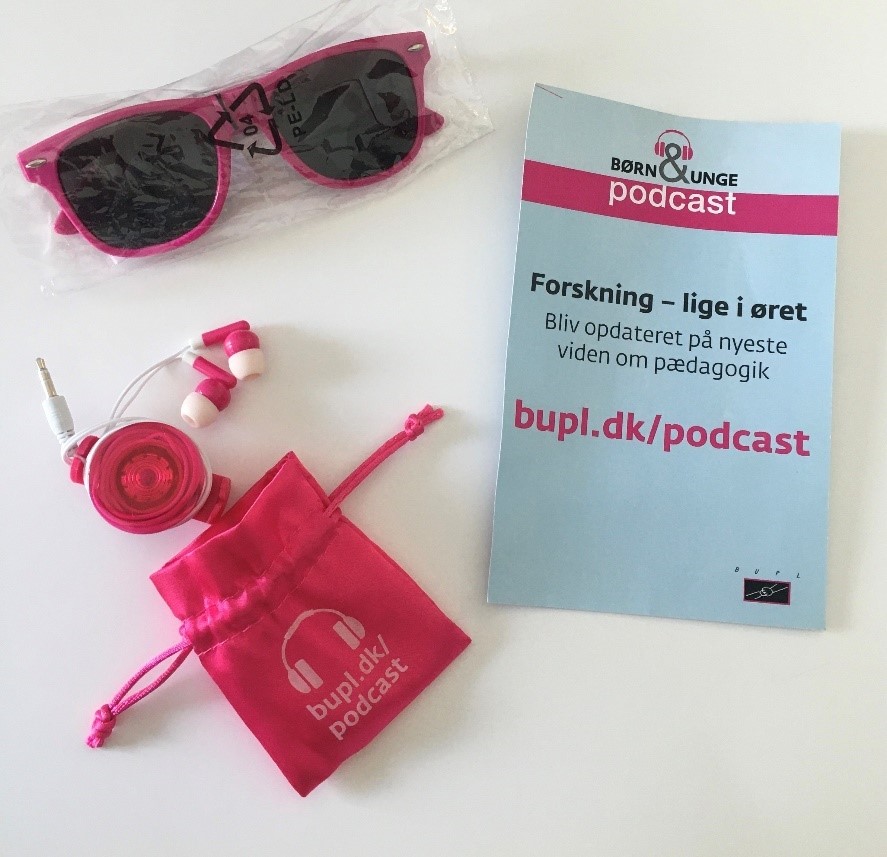 04
PE-LD
BØRN & UNGE
podcast
Forskning – lige i øret
Bliv opdateret på nyeste
viden om pædagogik
bupl.dk/podcast
BUPL
bupl.dk/
podcast